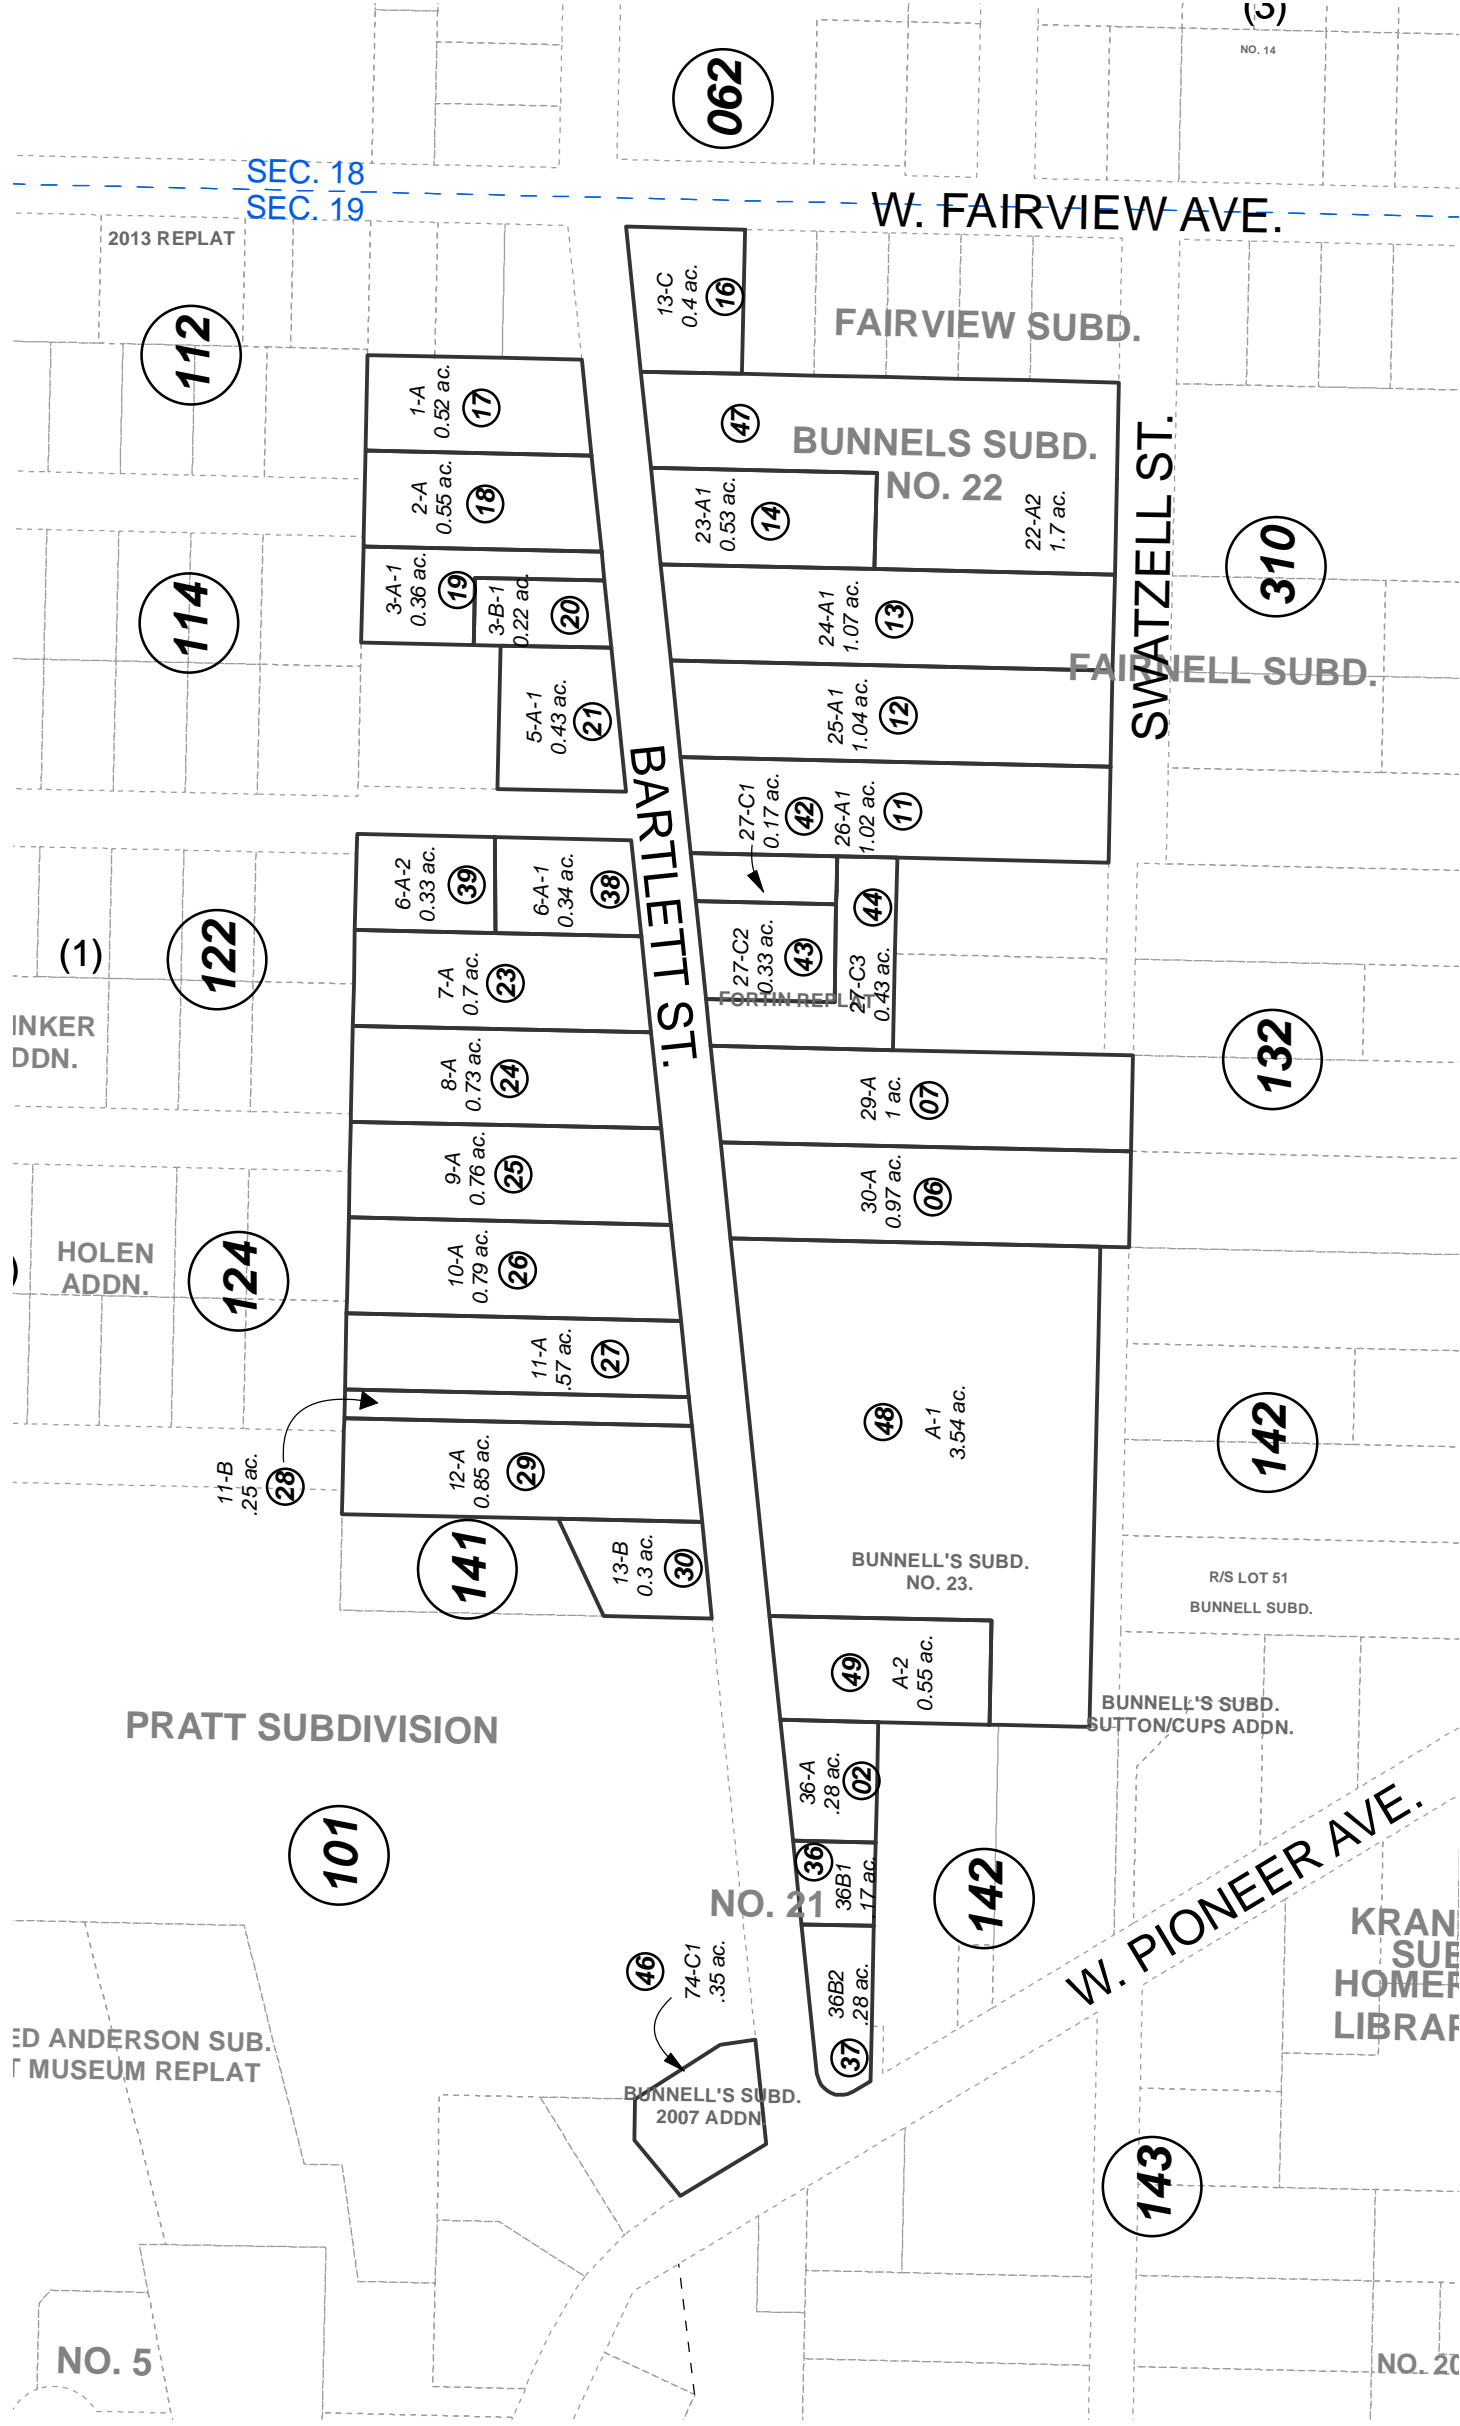 (3)
NO. 14
062
SEC. 18
SEC. 19
W. FAIRVIEW AVE.
2013 REPLAT
13-C
0.4 ac.
16
FAIRVIEW SUBD.
112
1-A
0.52 ac.
17
47
BUNNELS SUBD.
NO. 22
22-A2
1.7 ac.
SWATZELL ST.
2-A
0.55 ac.
18
23-A1
0.53 ac.
14
310
114
3-A-1
0.36 ac.
19
3-B-1
0.22 ac.
20
24-A1
1.07 ac.
13
FAIRNELL SUBD.
5-A-1
0.43 ac.
21
25-A1
1.04 ac.
12
BARTLETT ST.
27-C1
0.17 ac.
42
26-A1
1.02 ac.
11
6-A-2
0.33 ac.
39
6-A-1
0.34 ac.
38
44
27-C3
0.43 ac.
(1)
122
7-A
0.7 ac.
23
27-C2
0.33 ac.
43
FORTIN REPLAT
INKER
DDN.
8-A
0.73 ac.
24
29-A
1 ac.
07
132
9-A
0.76 ac.
25
30-A
0.97 ac.
06
HOLEN
ADDN.
)
124
10-A
0.79 ac.
26
11-A
.57 ac.
27
48
A-1
3.54 ac.
142
11-B
.25 ac.
28
12-A
0.85 ac.
29
141
13-B
0.3 ac.
30
BUNNELL'S SUBD.
NO. 23.
R/S LOT 51
BUNNELL SUBD.
49
A-2
0.55 ac.
BUNNELL'S SUBD.
SUTTON/CUPS ADDN.
PRATT SUBDIVISION
36-A
.28 ac.
02
101
36
36B1
.17 ac.
142
W. PIONEER AVE.
NO. 21
KRAN
SUB
HOMER
LIBRAR
46
74-C1
.35 ac.
36B2
.28 ac.
37
ED ANDERSON SUB.
T MUSEUM REPLAT
BUNNELL'S SUBD.
2007 ADDN.
143
NO. 5
NO. 20